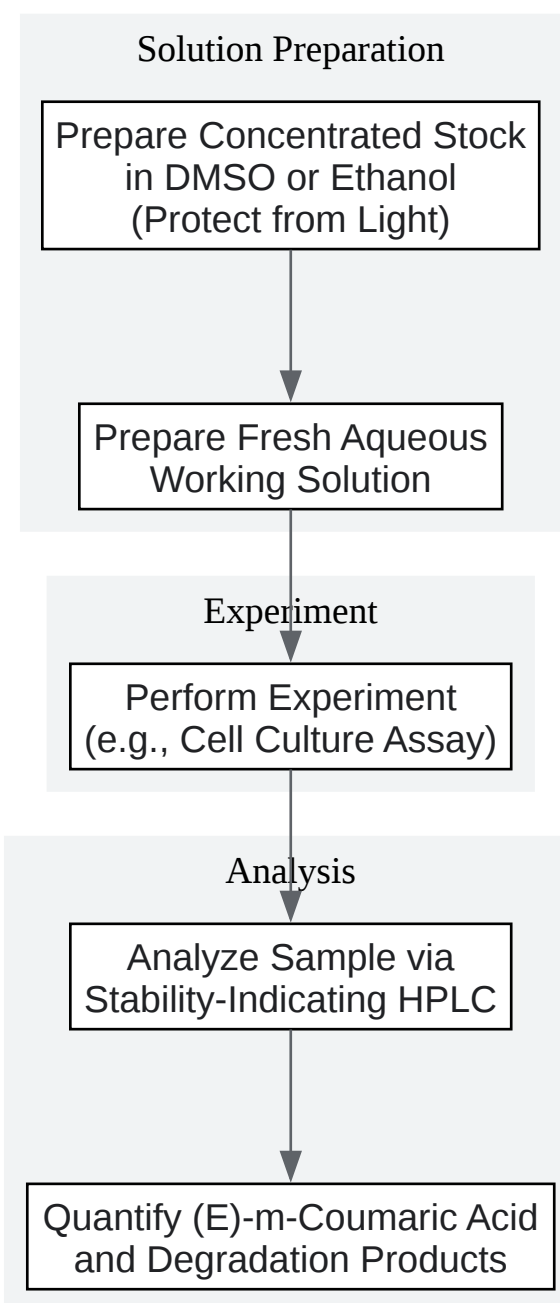 Solution Preparation
Prepare Concentrated Stock
in DMSO or Ethanol
(Protect from Light)
Prepare Fresh Aqueous
Working Solution
Experiment
Perform Experiment
(e.g., Cell Culture Assay)
Analysis
Analyze Sample via
Stability-Indicating HPLC
Quantify (E)-m-Coumaric Acid
and Degradation Products